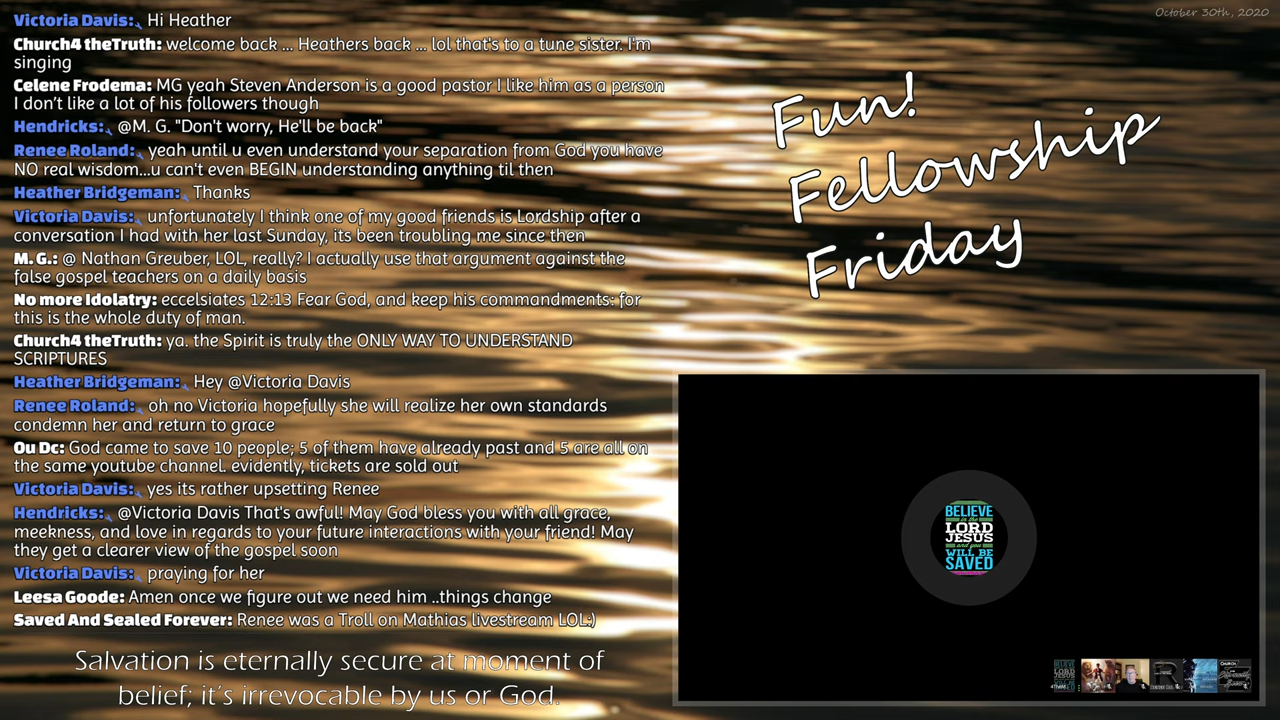 Victoria Davis: Hi Heather
Church4 theTruth: welcome back ... Heathers back ... lol that's to a tune sister. I'm
singing
Celene Frodema: MG yeah Steven Anderson is a good pastor I like him as a person
I don't like a lot of his followers though
Hendricks: @M. G. "Don't worry, He'll be back"
Renee Roland: yeah until u even understand your separation from God you have
NO real wisdom...u can't even BEGIN understanding anything til then
Heather Bridgeman: Thanks
Victoria Davis: unfortunately I think one of my good friends is Lordship after a
conversation I had with her last Sunday, its been troubling me since then
M. G.: @ Nathan Greuber, LOL, really? I actually use that argument against the
false gospel teachers on a daily basis
No more Idolatry: eccelsiates 12:13 Fear God, and keep his commandments: for
this is the whole duty of man.
Church4 theTruth: ya. the Spirit is truly the ONLY WAY TO UNDERSTAND
SCRIPTURES
Heather Bridgeman: Hey @Victoria Davis
Renee Roland: oh no Victoria hopefully she will realize her own standards
condemn her and return to grace
Ou Dc: God came to save 10 people; 5 of them have already past and 5 are all on
the same youtube channel. evidently, tickets are sold out
Victoria Davis: yes its rather upsetting Renee
Hendricks: @Victoria Davis That's awful! May God bless you with all grace,
meekness, and love in regards to your future interactions with your friend! May
they get a clearer view of the gospel soon
Victoria Davis: praying for her
Leesa Goode: Amen once we figure out we need him ..things change
Saved And Sealed Forever: Renee was a Troll on Mathias livestream LOL:)
Salvation is eternally secure at moment of
belief; it's irrevocable by us or God.
October 30th, 2020
Fun!
Fellowship
Friday
BELIEVE
in the
LORD
JESUS
and you
WILL BE
SAVED